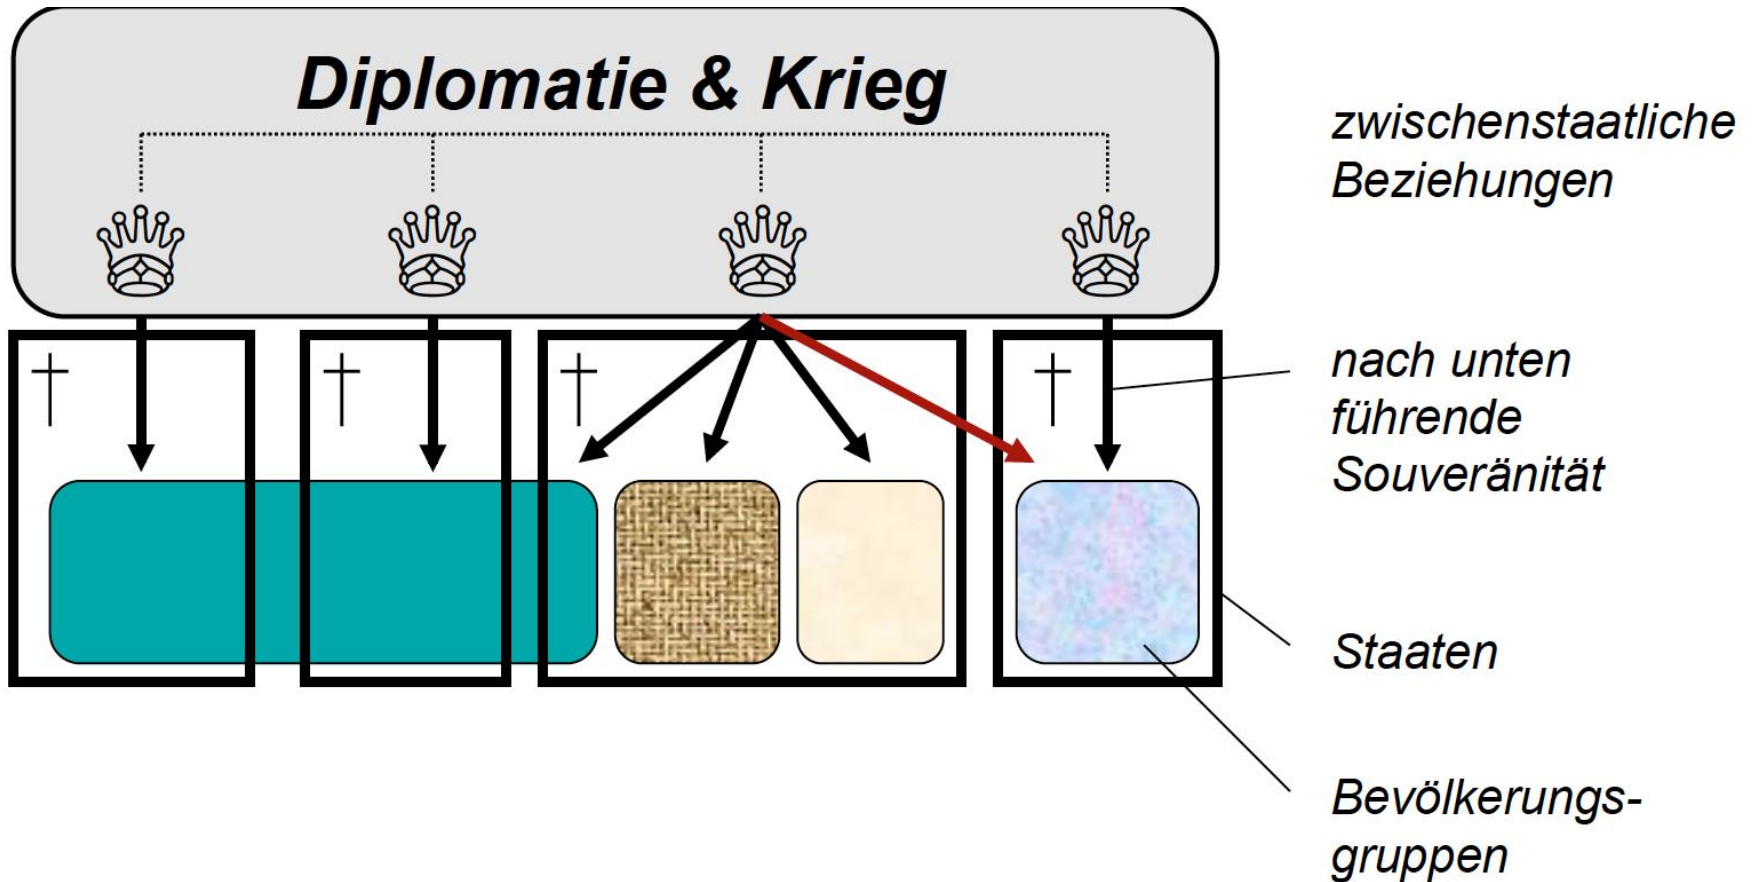 Diplomatie & Krieg
zwischenstaatliche
Beziehungen
nach unten
führende
Souveränität
Staaten
Bevölkerungs-
gruppen